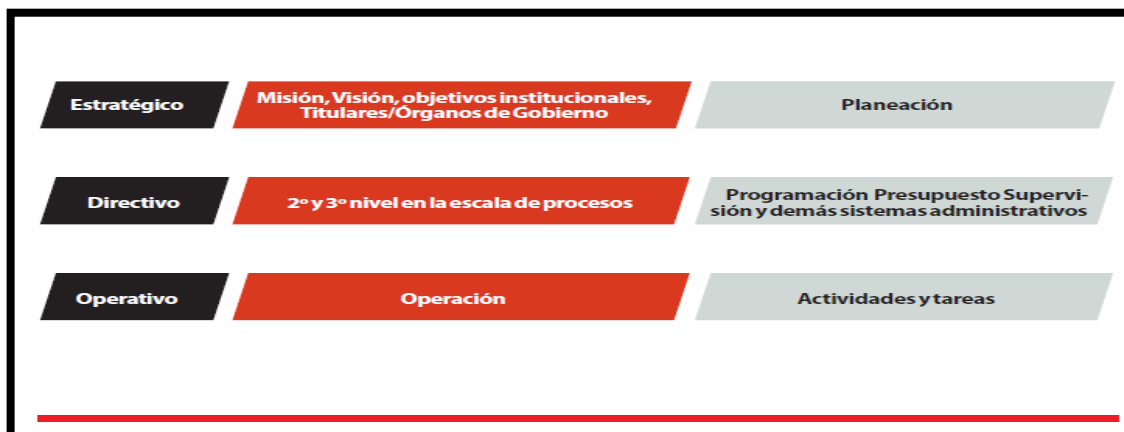 Estratégico
Misión, Visión, objetivos institucionales,
Titulares/Órganos de Gobierno
Planeación
Directivo
2º y 3º nivel en la escala de procesos
Programación Presupuesto Supervi-
sión y demás sistemas administrativos
Operativo
Operación
Actividades y tareas